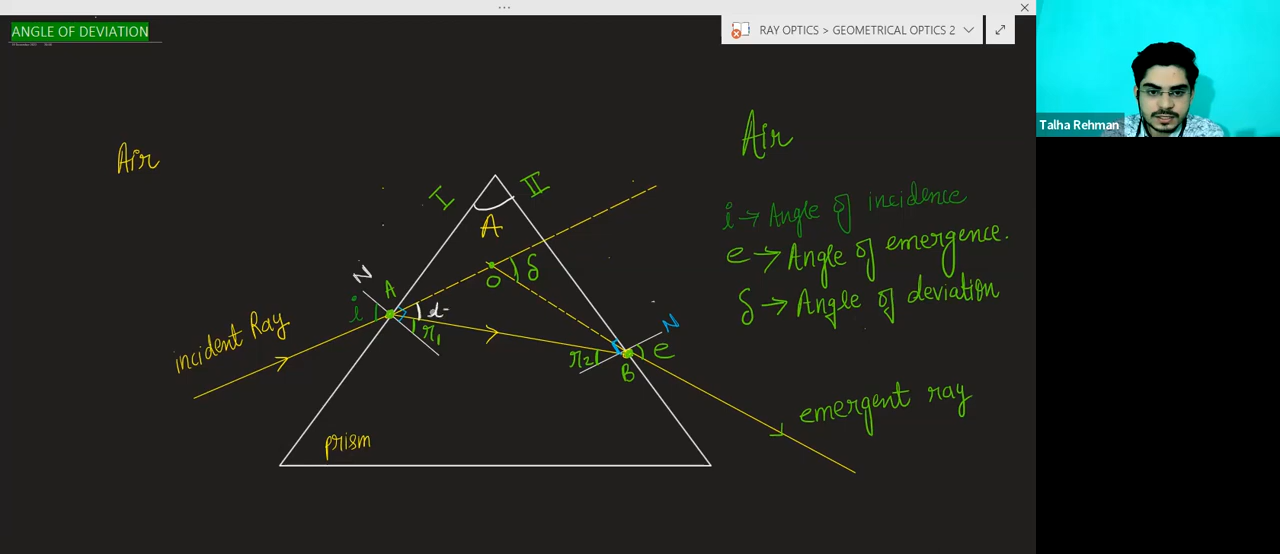 ANGLE OF DEVIATION
RAY OPTICS > GEOMETRICAL OPTICS 2
Talha Rehman
Air
Air
I
II
A
i → Angle of incidence
e → Angle of emergence.
δ → Angle of deviation
N
A
O
δ
i
r₁
incident Ray
N
r₂
e
B
emergent ray
prism